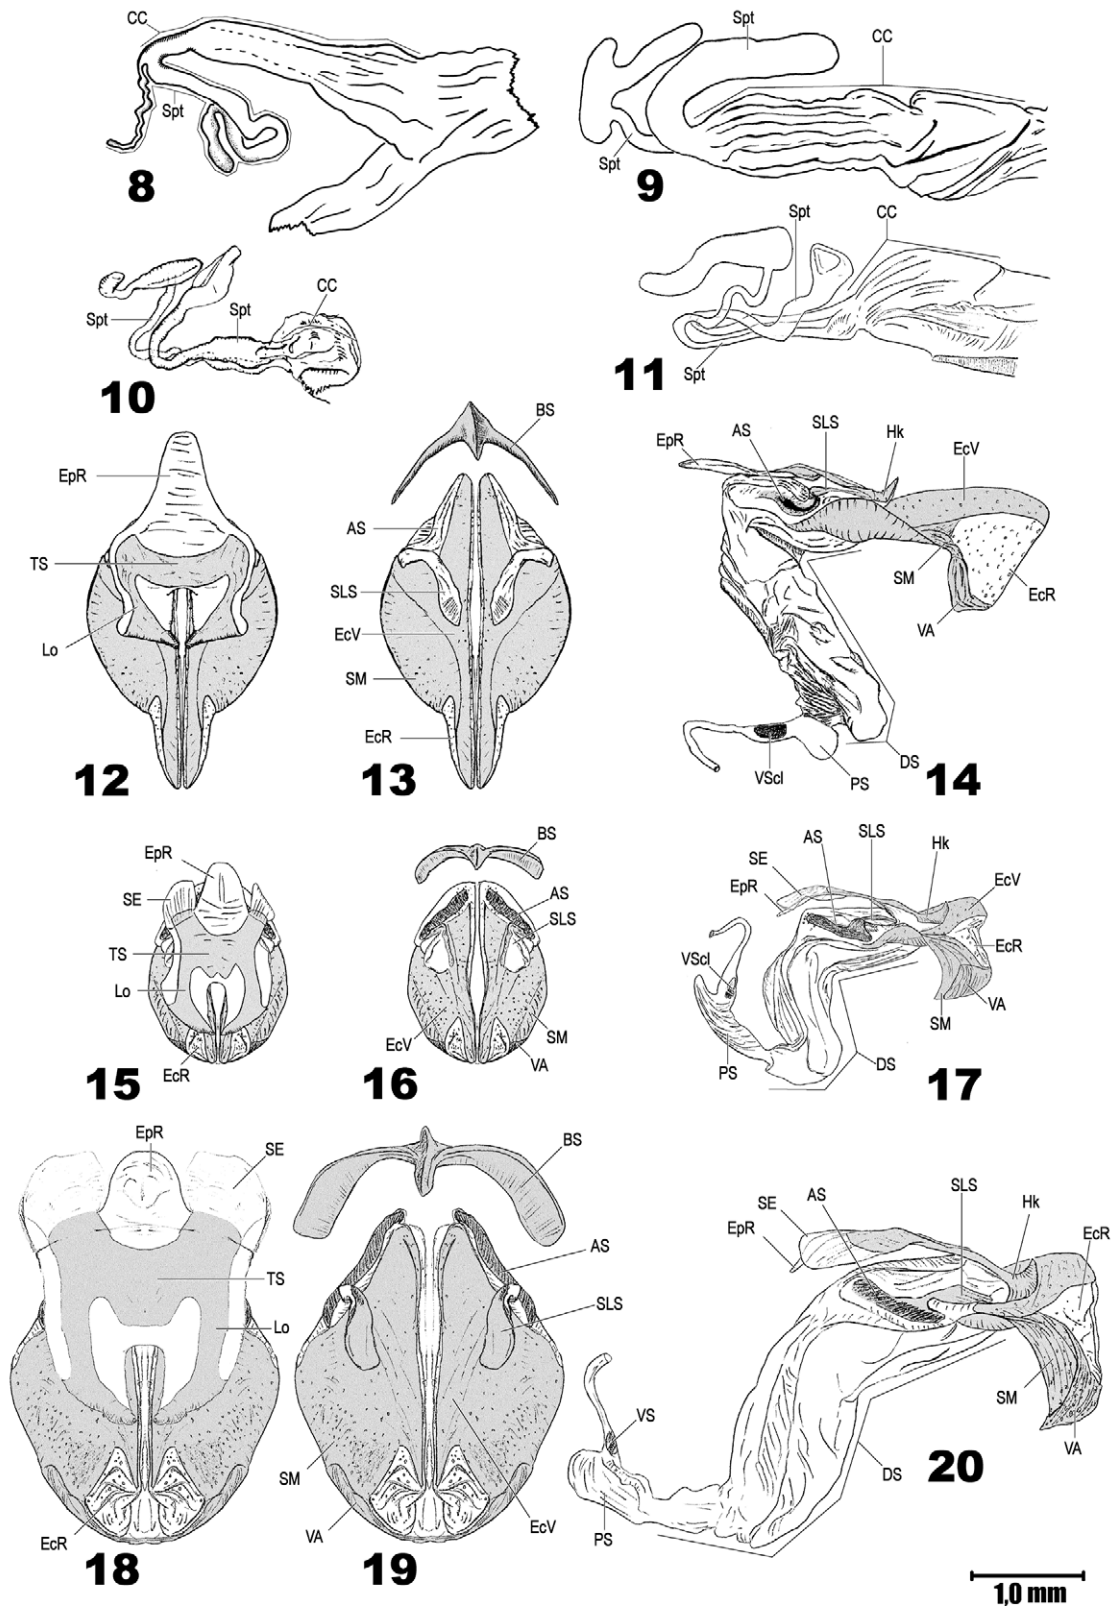 CC
Spt
8
Spt
CC
Spt
9
CC
Spt
Spt
10
Spt
CC
Spt
11
EpR
TS
Lo
12
BS
AS
SLS
EcV
SM
EcR
13
EpR
AS
SLS
Hk
EcV
SM
EcR
VA
VScl
PS
DS
14
EpR
SE
TS
Lo
EcR
15
BS
AS
SLS
EcV
SM
VA
16
AS
SLS
Hk
SE
EpR
EcV
VScl
EcR
VA
SM
PS
DS
17
EpR
SE
TS
Lo
EcR
18
BS
AS
SLS
SM
VA
EcV
19
SE
AS
SLS
Hk
EpR
EcR
SM
VS
VA
DS
PS
20
1,0 mm